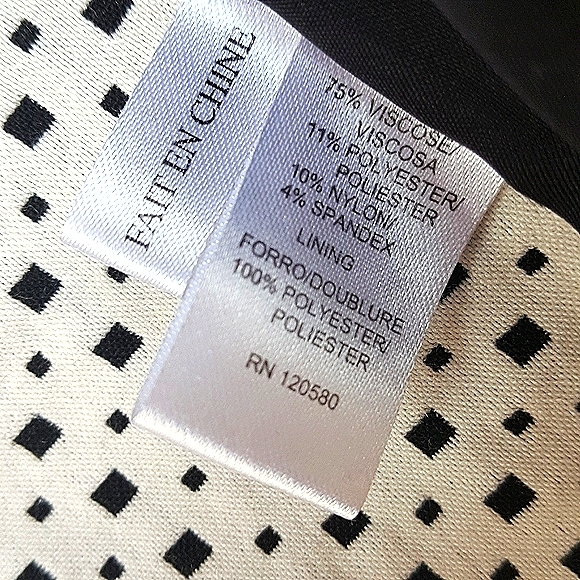 FAIT EN CHINE
75% VISCOSE/
VISCOSA
11% POLYESTER/
POLIESTER
10% NYLON/
4% SPANDEX
LINING
FORRO/DOUBLURE
100% POLYESTER/
POLIESTER
RN 120580